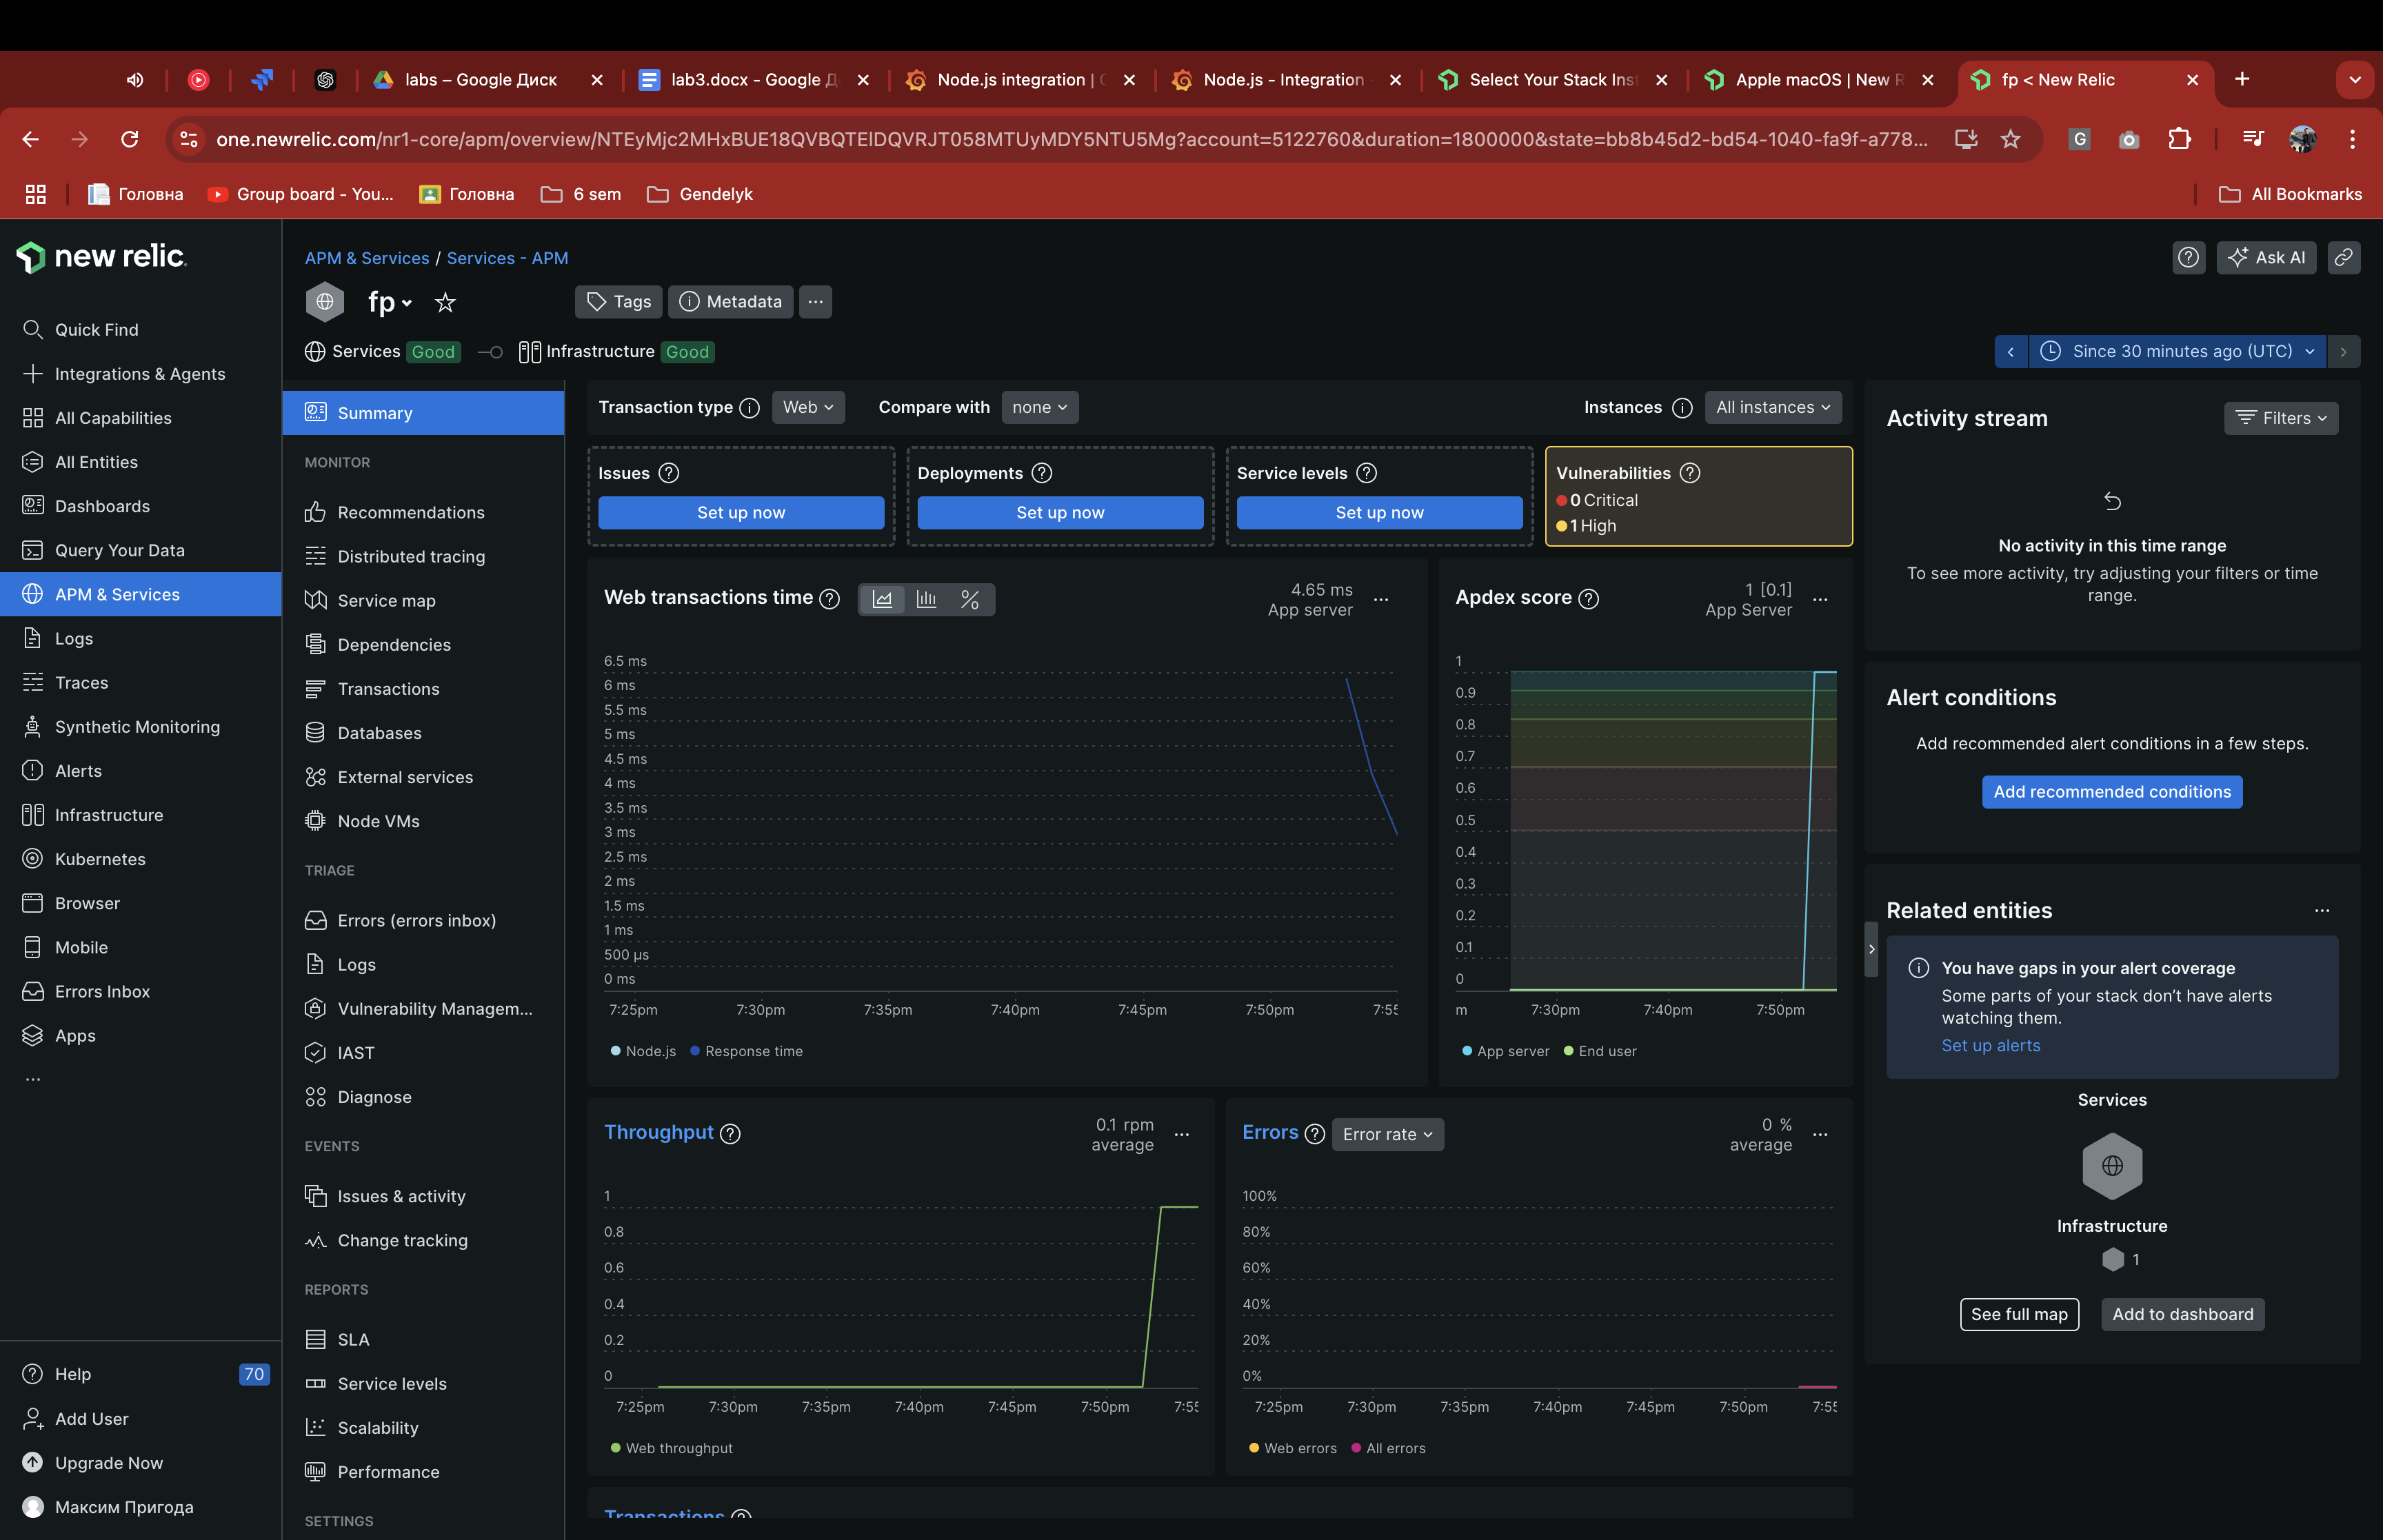 labs – Google Диск
lab3.docx - Google Д
Node.js integration |
Node.js - Integration
Select Your Stack Inst
Apple macOS | New R
fp < New Relic
one.newrelic.com/nr1-core/apm/overview/NTEyMjc2MHxBUE18QVBQTElDQVRJT058MTUyMDY5NTU5Mg?account=5122760&duration=1800000&state=bb8b45d2-bd54-1040-fa9f-a778...
G
Головна
Group board - You...
Головна
6 sem
Gendelyk
All Bookmarks
new relic.
Quick Find
Integrations & Agents
All Capabilities
All Entities
Dashboards
Query Your Data
APM & Services
Logs
Traces
Synthetic Monitoring
Alerts
Infrastructure
Kubernetes
Browser
Mobile
Errors Inbox
Apps
...
Help 70
Add User
Upgrade Now
Максим Пригода
APM & Services / Services - APM
Ask AI
fp
Tags
Metadata
...
Services Good
Infrastructure Good
Since 30 minutes ago (UTC)
Summary
MONITOR
Recommendations
Distributed tracing
Service map
Dependencies
Transactions
Databases
External services
Node VMs
TRIAGE
Errors (errors inbox)
Logs
Vulnerability Managem...
IAST
Diagnose
EVENTS
Issues & activity
Change tracking
REPORTS
SLA
Service levels
Scalability
Performance
SETTINGS
Transaction type Web
Compare with none
Instances All instances
Issues
Set up now
Deployments
Set up now
Service levels
Set up now
Vulnerabilities
0 Critical
1 High
Web transactions time
4.65 ms
App server
...
6.5 ms
6 ms
5.5 ms
5 ms
4.5 ms
4 ms
3.5 ms
3 ms
2.5 ms
2 ms
1.5 ms
1 ms
500 µs
0 ms
7:25pm 7:30pm 7:35pm 7:40pm 7:45pm 7:50pm 7:55
Node.js Response time
Apdex score
1 [0.1]
App Server
...
1
0.9
0.8
0.7
0.6
0.5
0.4
0.3
0.2
0.1
0
m 7:30pm 7:40pm 7:50pm
App server End user
Throughput
0.1 rpm
average
...
1
0.8
0.6
0.4
0.2
0
7:25pm 7:30pm 7:35pm 7:40pm 7:45pm 7:50pm 7:55
Web throughput
Errors
Error rate
0 %
average
...
100%
80%
60%
40%
20%
0%
7:25pm 7:30pm 7:35pm 7:40pm 7:45pm 7:50pm 7:55
Web errors All errors
Transactions
Activity stream
Filters
No activity in this time range
To see more activity, try adjusting your filters or time
range.
Alert conditions
Add recommended alert conditions in a few steps.
Add recommended conditions
Related entities
...
You have gaps in your alert coverage
Some parts of your stack don’t have alerts
watching them.
Set up alerts
Services
Infrastructure
1
See full map
Add to dashboard